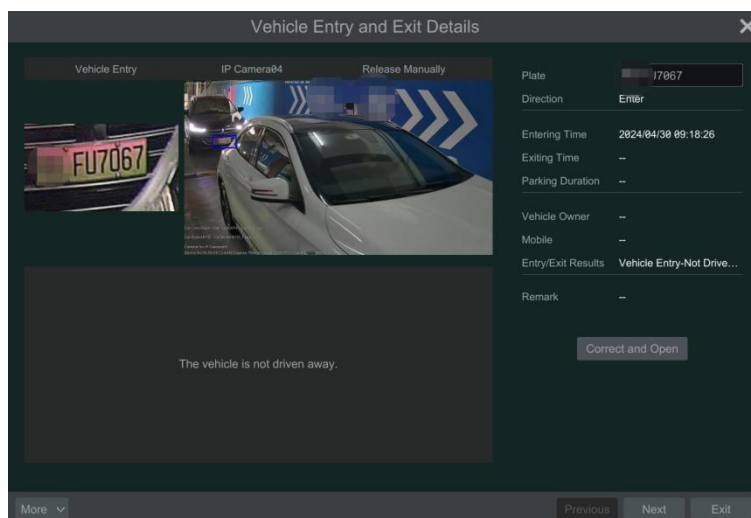 Vehicle Entry and Exit Details
Vehicle Entry
IP Camera04
Release Manually
FU7067
Plate
J7067
Direction
Enter
Entering Time
2024/04/30 09:18:26
Exiting Time
--
Parking Duration
--
Vehicle Owner
--
Mobile
--
Entry/Exit Results
Vehicle Entry-Not Drive...
Remark
--
Correct and Open
The vehicle is not driven away.
More
Previous
Next
Exit